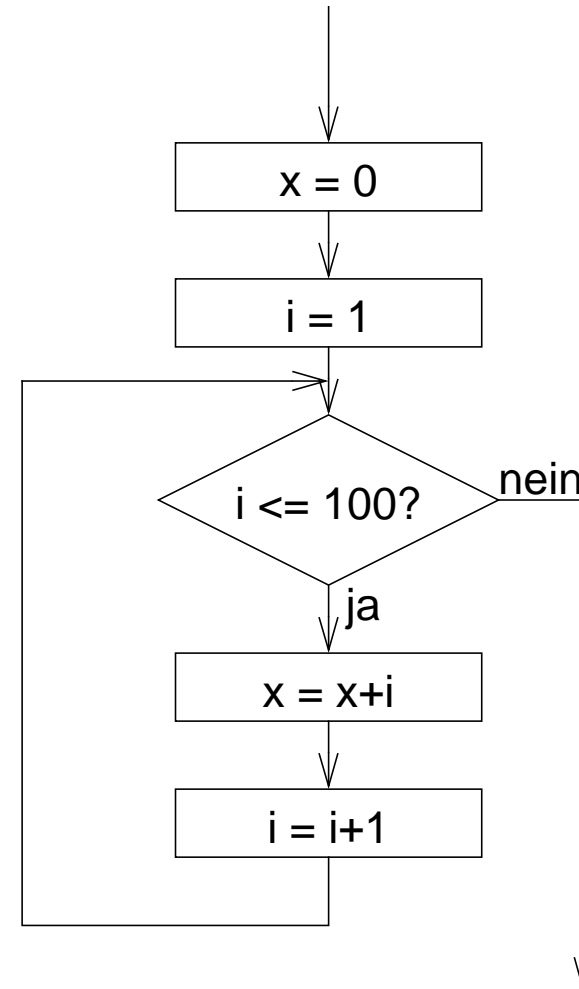 x = 0
i = 1
i <= 100?
nein
ja
x = x+i
i = i+1